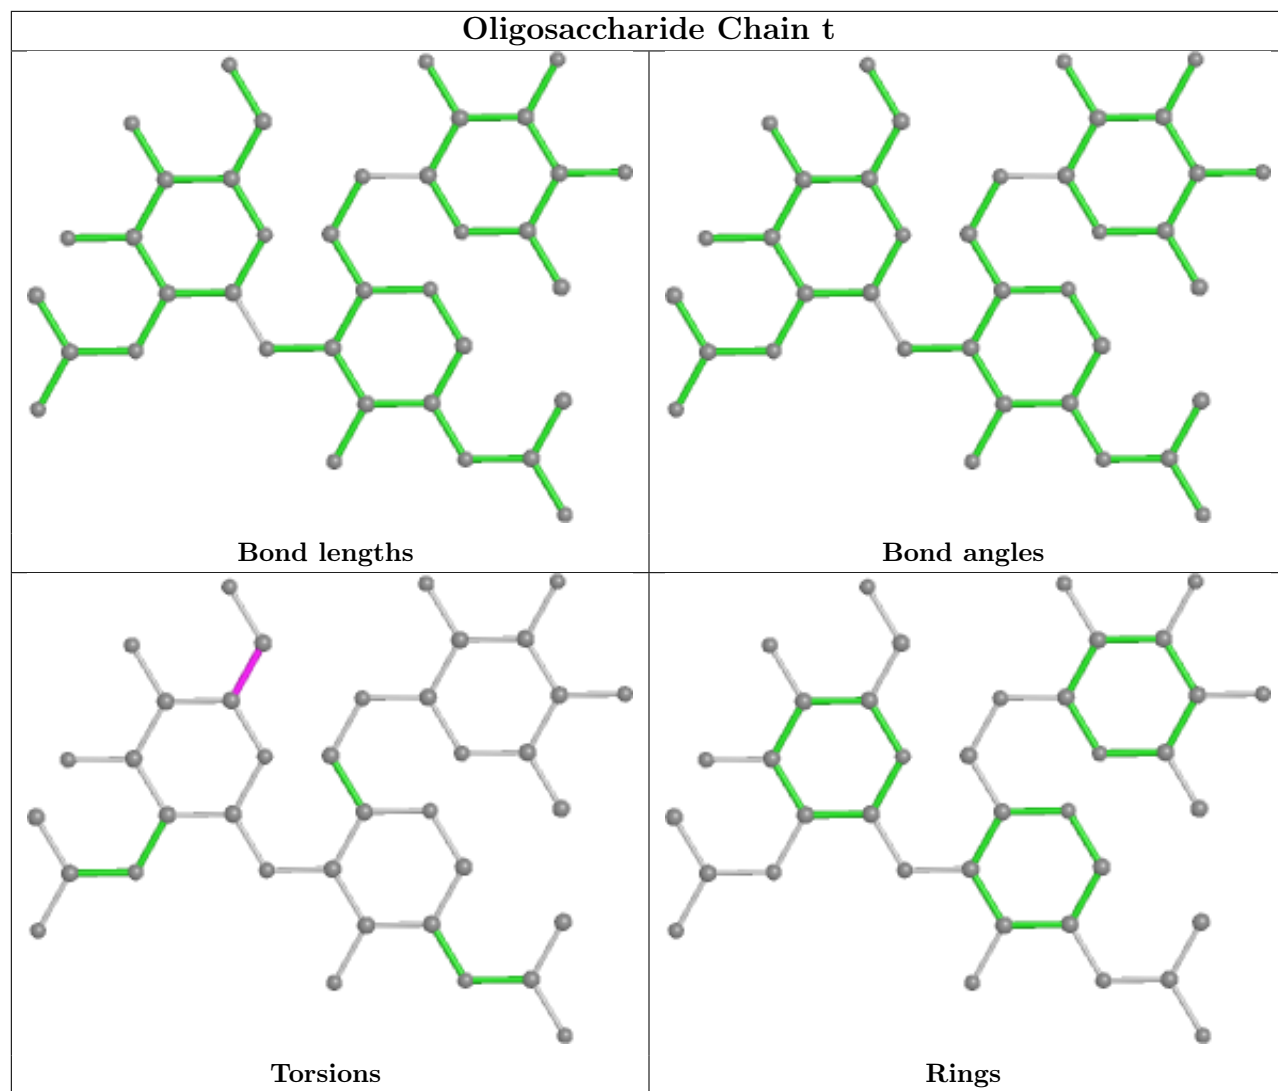 Oligosaccharide Chain t
Bond lengths
Bond angles
Torsions
Rings